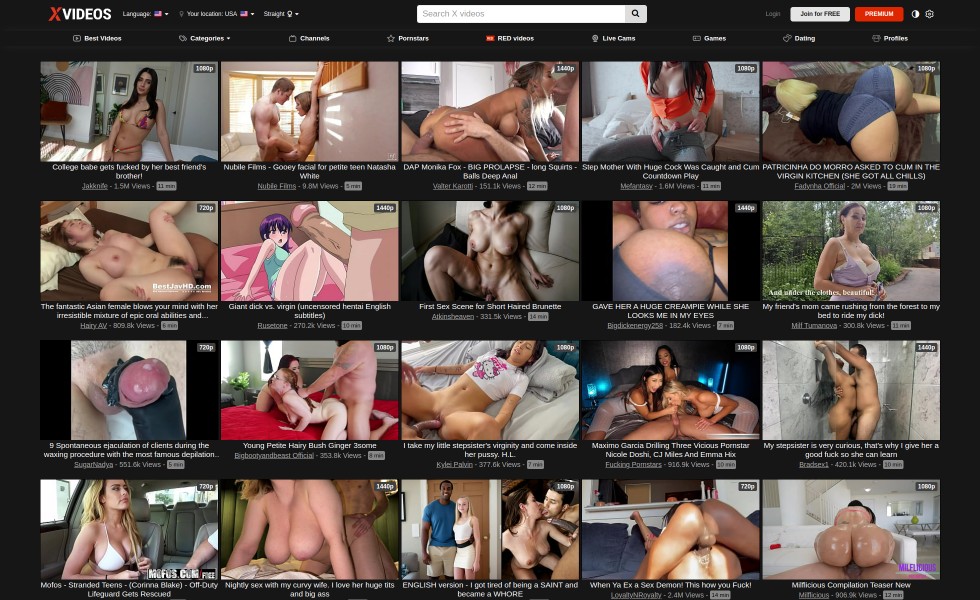 XVIDEOS
Language:
Your location: USA
Straight
Search X videos
Login
Join for FREE
PREMIUM
Best Videos
Categories
Channels
Pornstars
RED videos
Live Cams
Games
Dating
Profiles
1080p
1440p
1080p
1080p
College babe gets fucked by her best friend's
brother!
Jakknife - 1.5M Views - 11 min
Nubile Films - Gooey facial for petite teen Natasha
White
Nubile Films - 9.8M Views - 8 min
DAP Monika Fox - BIG PROLAPSE - long Squirts -
Balls Deep Anal
Valter Karotti - 151.1k Views - 12 min
Step Mother With Huge Cock Was Caught and Cum
Countdown Play
Mefantasy - 1.6M Views - 11 min
PATRICINHA DO MORRO ASKED TO CUM IN THE
VIRGIN KITCHEN (SHE GOT ALL CHILLS)
Fadynha Official - 2M Views - 19 min
720p
BestJavHD.com
1440p
1080p
1440p
1080p
And under the clothes, beautiful!
The fantastic Asian female blows your mind with her
irresistible mixture of epic oral abilities and...
Hairy AV - 809.8k Views - 6 min
Giant dick vs. virgin (uncensored hentai English
subtitles)
Rusetone - 270.2k Views - 10 min
First Sex Scene for Short Haired Brunette
Atkinsheaven - 331.5k Views - 14 min
GAVE HER A HUGE CREAMPIE WHILE SHE
LOOKS ME IN MY EYES
Bigdickenergy258 - 182.4k Views - 7 min
My friend's mom came rushing from the forest to my
bed to ride my dick!
Milf Tumanova - 300.8k Views - 11 min
720p
1080p
1080p
1080p
1440p
9 Spontaneous ejaculation of clients during the
waxing procedure with the most famous depilation...
SugarNadya - 551.6k Views - 5 min
Young Petite Hairy Bush Ginger 3some
Bigbootyandbeast Official - 353.8k Views - 8 min
I take my little stepsister's virginity and come inside
her pussy. H.L.
Kylei Palvin - 377.6k Views - 7 min
Maximo Garcia Drilling Three Vicious Pornstar
Nicole Doshi, CJ Miles And Emma Hix
Fucking Pornstars - 916.9k Views - 10 min
My stepsister is very curious, that's why I give her a
good fuck so she can learn
Bradsex1 - 420.1k Views - 10 min
720p
MOFOS.COM FREE
1440p
1080p
720p
1080p
MILFLICIOUS
Mofos - Stranded Teens - (Corinna Blake) - Off-Duty
Lifeguard Gets Rescued
Nightly sex with my curvy wife. I love her huge tits
and big ass
ENGLISH version - I got tired of being a SAINT and
became a WHORE
When Ya Ex a Sex Demon! This how you Fuck!
LoyaltyNRoyalty - 2.4M Views - 14 min
Milflicious Compilation Teaser New
Milflicious - 906.9k Views - 12 min